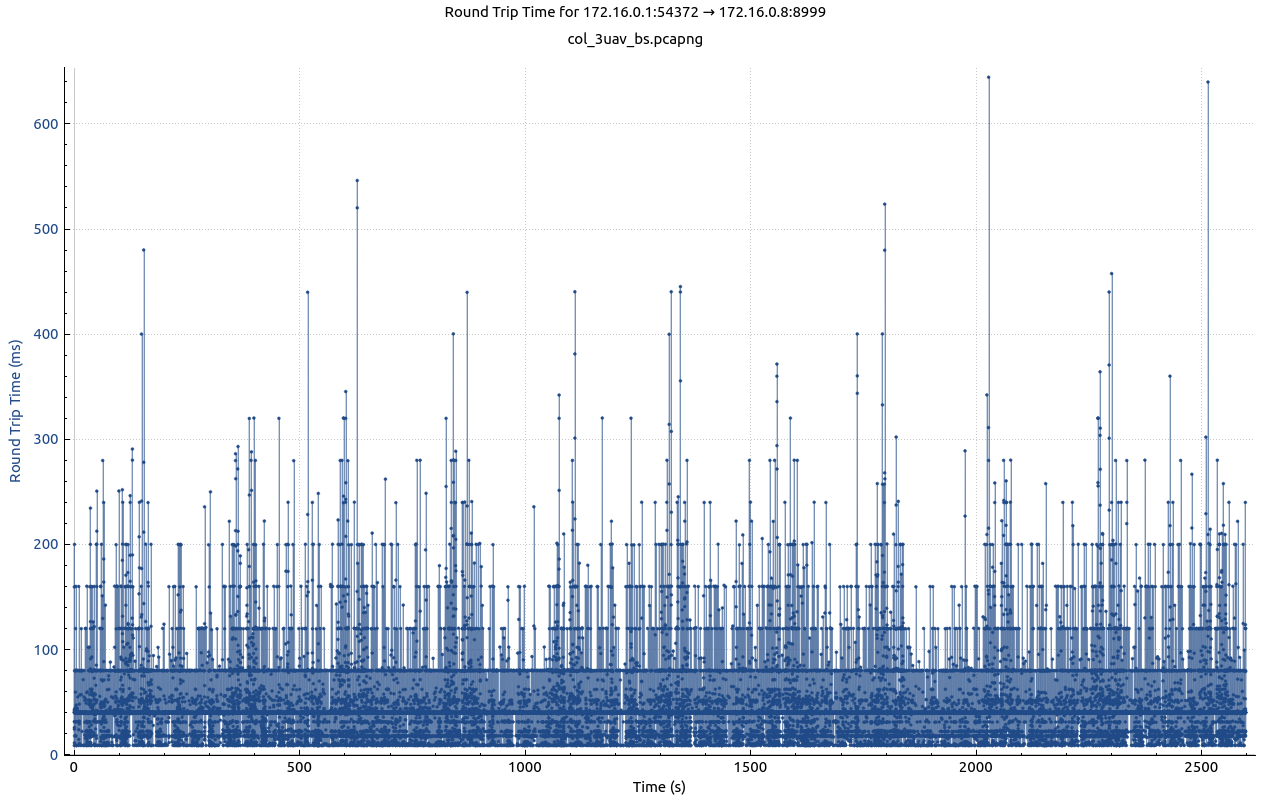 Round Trip Time for 172.16.0.1:54372 → 172.16.0.8:8999
col_3uav_bs.pcapng
Round Trip Time (ms)
600
500
400
300
200
100
0
0 500 1000 1500 2000 2500
Time (s)